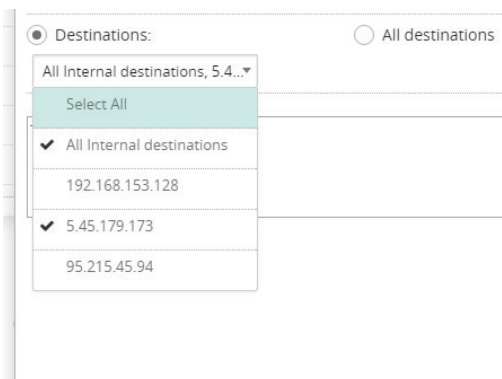 Destinations: All destinations
All Internal destinations, 5.4...
Select All
All Internal destinations
192.168.153.128
5.45.179.173
95.215.45.94